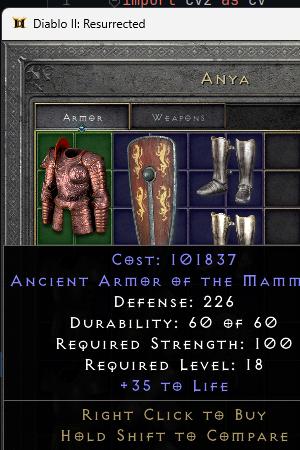 import cv2 as cv
Diablo II: Resurrected
Anya
Armor
Weapons
Cost: 101837
Ancient Armor of the Mamm
Defense: 226
Durability: 60 of 60
Required Strength: 100
Required Level: 18
+35 to Life
Right Click to Buy
Hold Shift to Compare